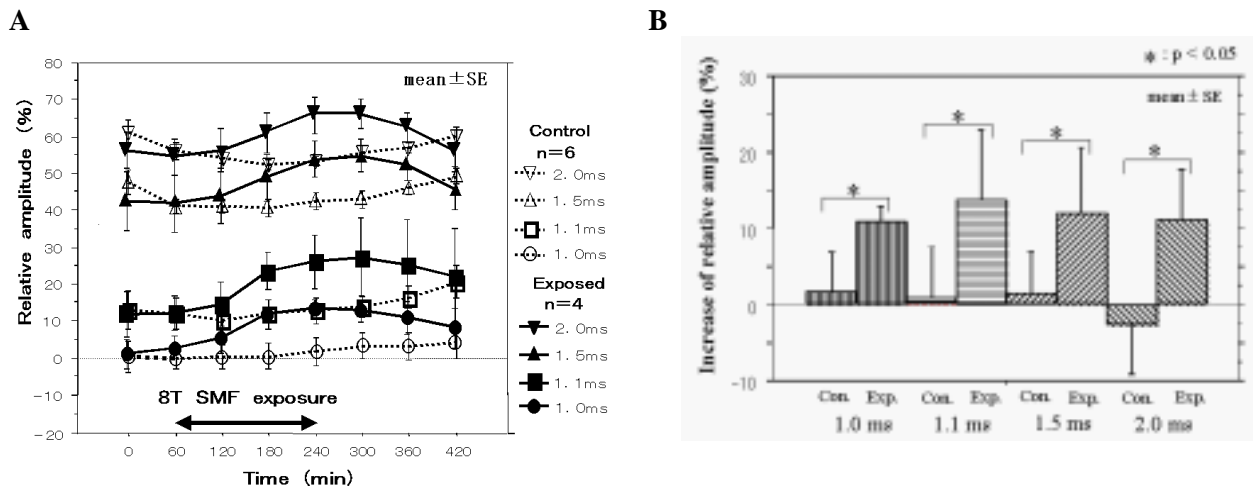 A
B
80
70
60
50
40
30
20
10
0
-10
-20
Relative amplitude (%)
mean±SE
8T SMF exposure
0 60 120 180 240 300 360 420
Time (min)
Control
n=6
2.0ms
1.5ms
1.1ms
1.0ms
Exposed
n=4
2.0ms
1.5ms
1.1ms
1.0ms
* : p < 0.05
mean ± SE
Increase of relative amplitude (%)
30
20
10
0
-10
* * * *
Con. Exp. Con. Exp. Con. Exp. Con. Exp.
1.0 ms 1.1 ms 1.5 ms 2.0 ms